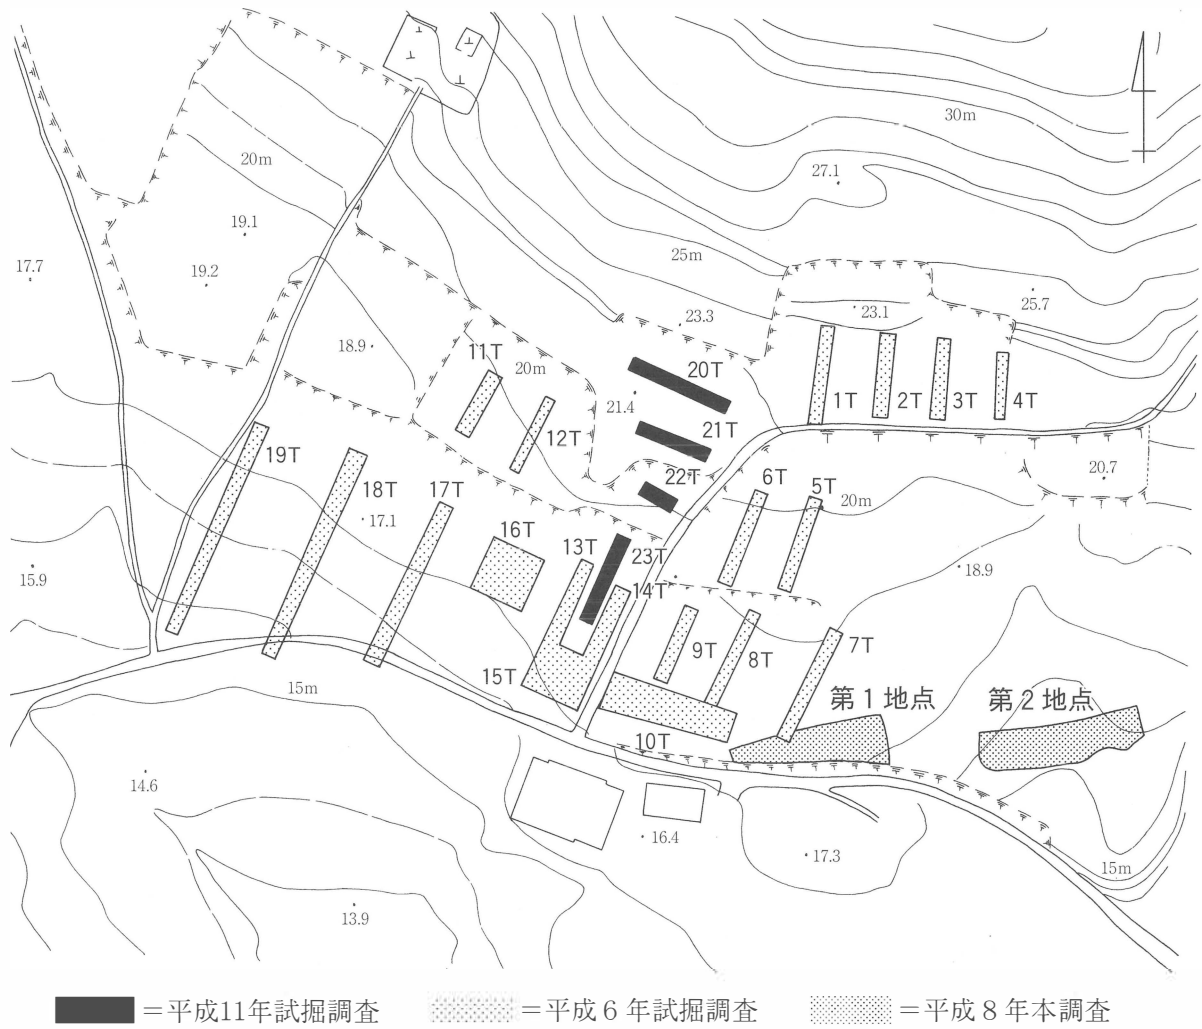 30m
27.1
20m
19.1
19.2
17.7
25m
25.7
23.3
23.1
18.9
11T
20m
20T
1T
2T
3T
4T
21.4
12T
21T
19T
18T
17T
22T
6T
5T
20m
20.7
17.1
16T
13T
23T
14T
18.9
15.9
15T
9T
8T
7T
15m
第1地点
第2地点
10T
14.6
16.4
17.3
15m
13.9
=平成11年試掘調査
=平成6年試掘調査
=平成8年本調査